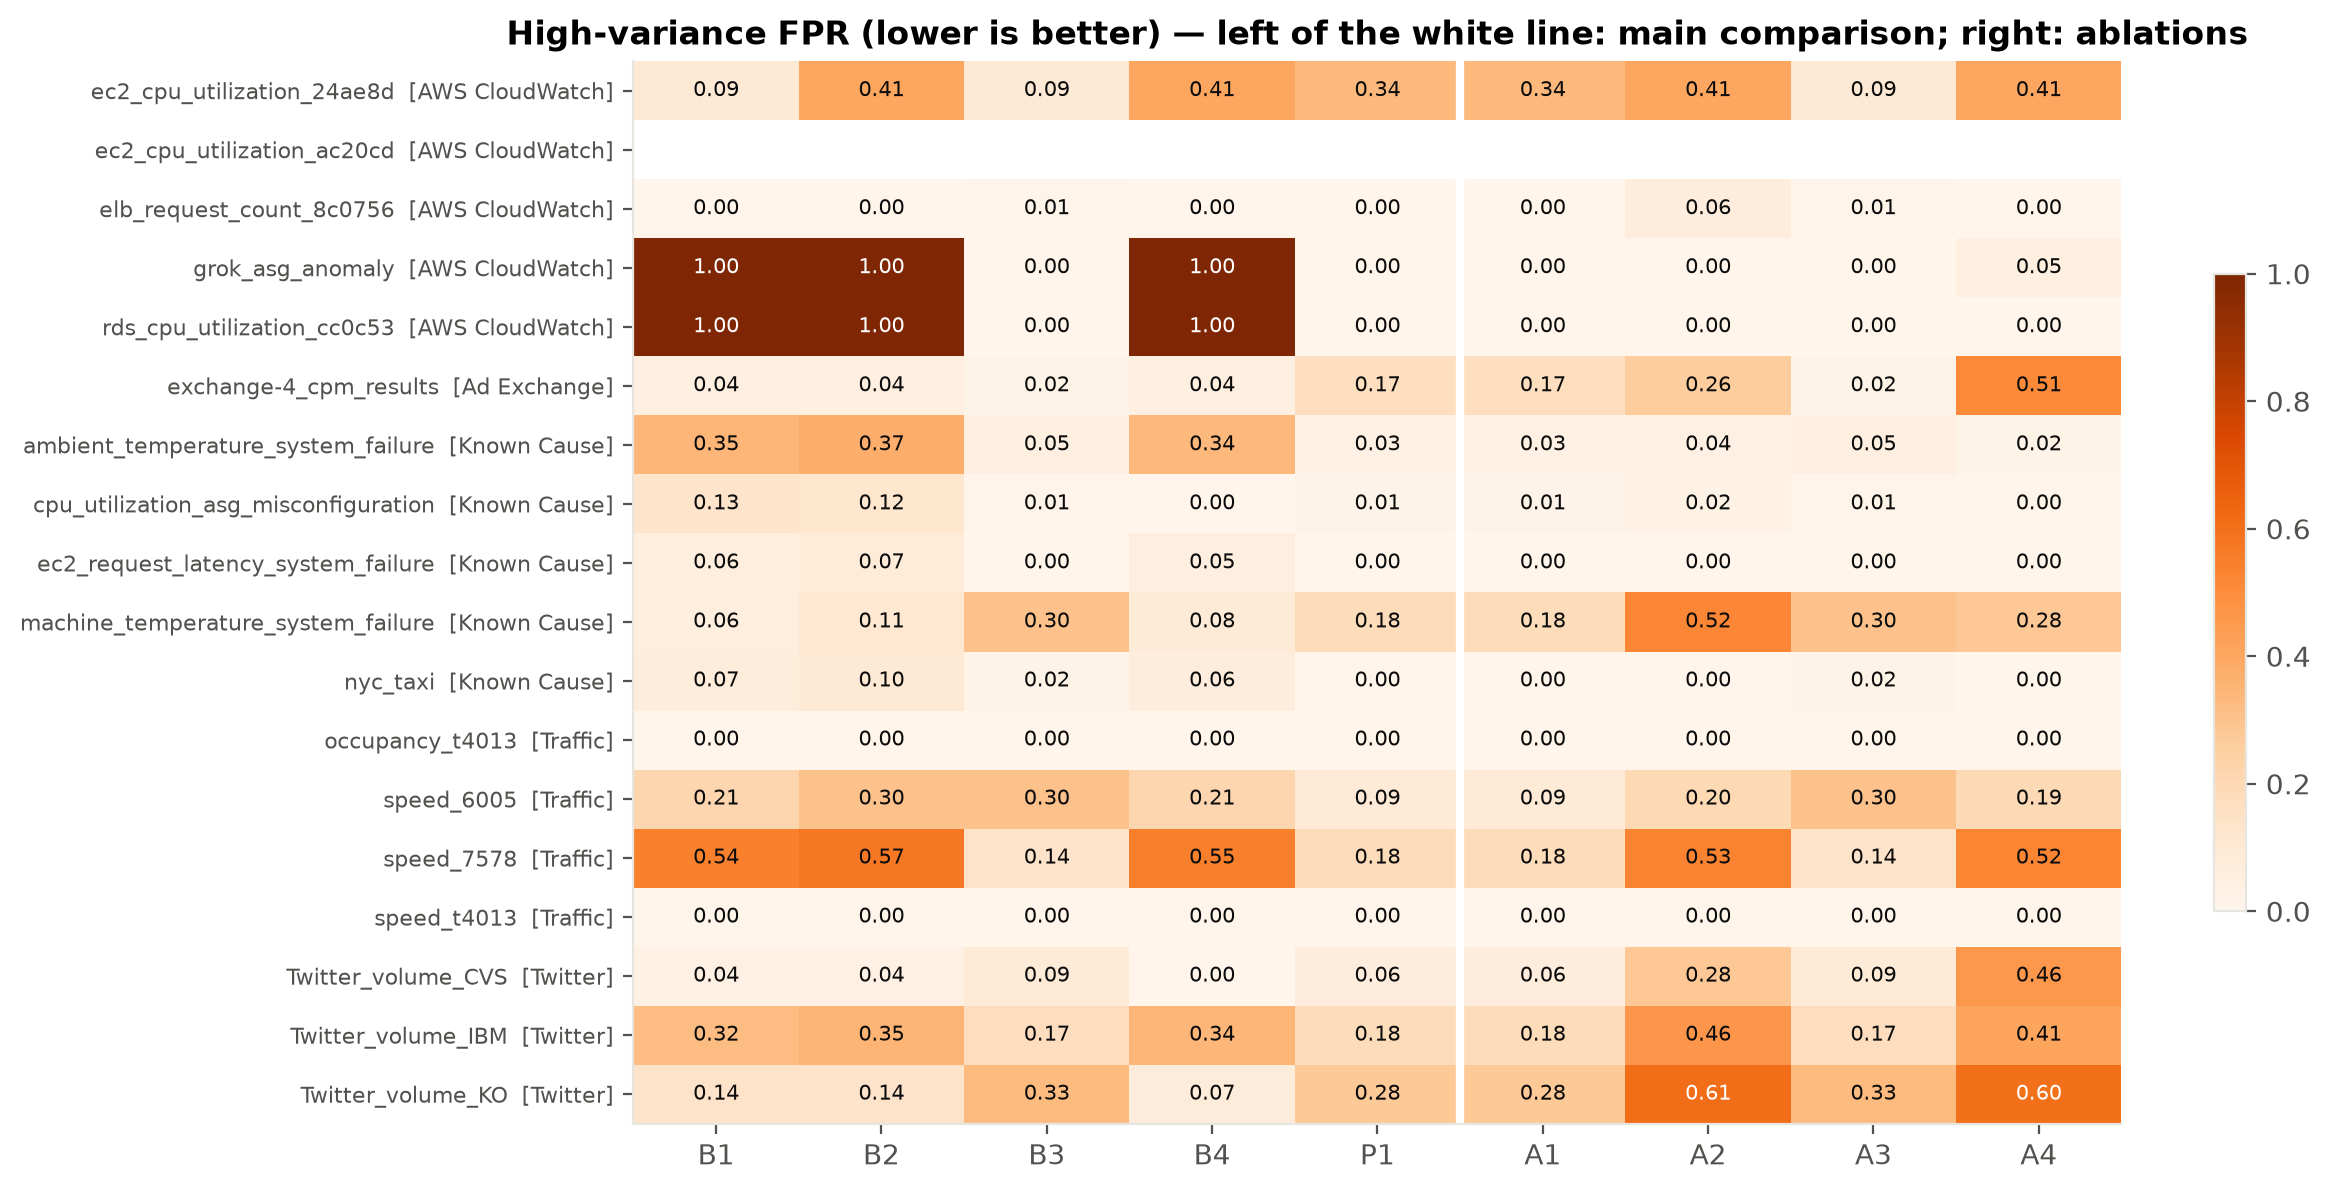 High-variance FPR (lower is better) — left of the white line: main comparison; right: ablations
ec2_cpu_utilization_24ae8d [AWS CloudWatch] 0.09 0.41 0.09 0.41 0.34 0.34 0.41 0.09 0.41
ec2_cpu_utilization_ac20cd [AWS CloudWatch]
elb_request_count_8c0756 [AWS CloudWatch] 0.00 0.00 0.01 0.00 0.00 0.00 0.06 0.01 0.00
grok_asg_anomaly [AWS CloudWatch] 1.00 1.00 0.00 1.00 0.00 0.00 0.00 0.00 0.05
rds_cpu_utilization_cc0c53 [AWS CloudWatch] 1.00 1.00 0.00 1.00 0.00 0.00 0.00 0.00 0.00
exchange-4_cpm_results [Ad Exchange] 0.04 0.04 0.02 0.04 0.17 0.17 0.26 0.02 0.51
ambient_temperature_system_failure [Known Cause] 0.35 0.37 0.05 0.34 0.03 0.03 0.04 0.05 0.02
cpu_utilization_asg_misconfiguration [Known Cause] 0.13 0.12 0.01 0.00 0.01 0.01 0.02 0.01 0.00
ec2_request_latency_system_failure [Known Cause] 0.06 0.07 0.00 0.05 0.00 0.00 0.00 0.00 0.00
machine_temperature_system_failure [Known Cause] 0.06 0.11 0.30 0.08 0.18 0.18 0.52 0.30 0.28
nyc_taxi [Known Cause] 0.07 0.10 0.02 0.06 0.00 0.00 0.00 0.02 0.00
occupancy_t4013 [Traffic] 0.00 0.00 0.00 0.00 0.00 0.00 0.00 0.00 0.00
speed_6005 [Traffic] 0.21 0.30 0.30 0.21 0.09 0.09 0.20 0.30 0.19
speed_7578 [Traffic] 0.54 0.57 0.14 0.55 0.18 0.18 0.53 0.14 0.52
speed_t4013 [Traffic] 0.00 0.00 0.00 0.00 0.00 0.00 0.00 0.00 0.00
Twitter_volume_CVS [Twitter] 0.04 0.04 0.09 0.00 0.06 0.06 0.28 0.09 0.46
Twitter_volume_IBM [Twitter] 0.32 0.35 0.17 0.34 0.18 0.18 0.46 0.17 0.41
Twitter_volume_KO [Twitter] 0.14 0.14 0.33 0.07 0.28 0.28 0.61 0.33 0.60
B1 B2 B3 B4 P1 A1 A2 A3 A4
1.0
0.8
0.6
0.4
0.2
0.0